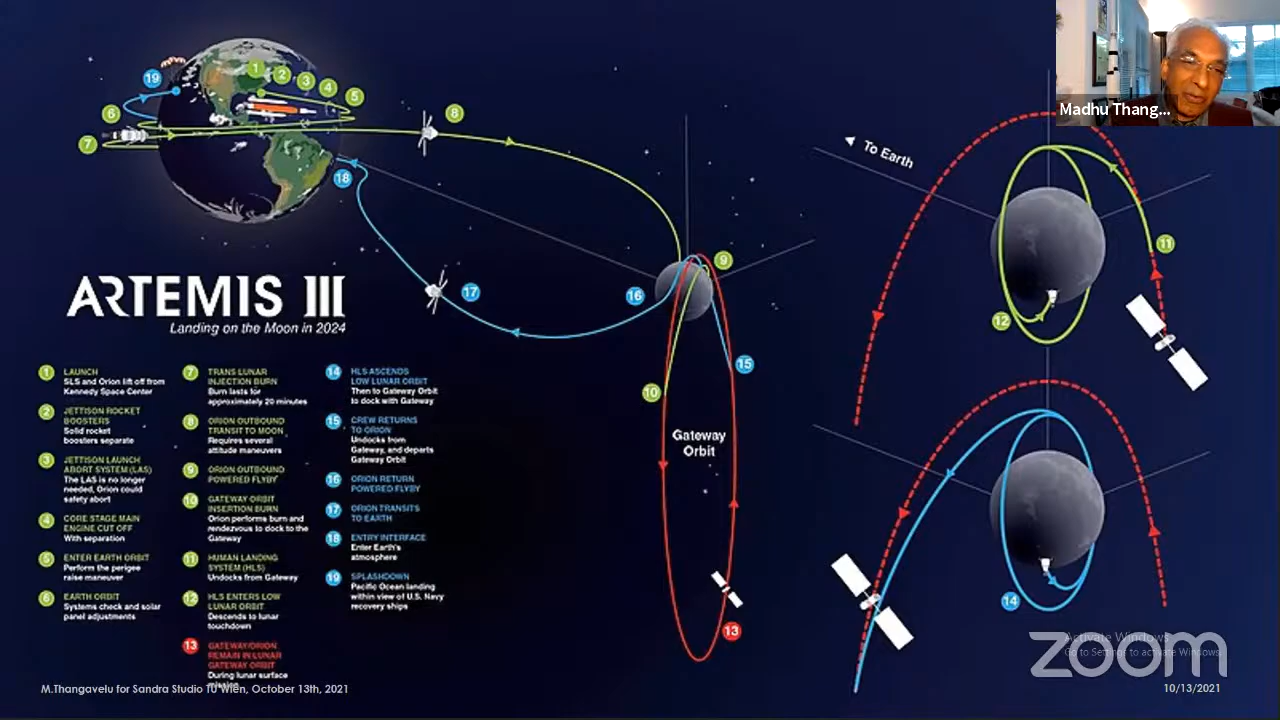 Madhu Thang...
To Earth
1
2
3
4
5
6
7
8
19
18
17
16
9
10
15
Gateway
Orbit
13
11
12
14
ARTEMIS III
Landing on the Moon in 2024
1 LAUNCH
SLS and Orion lift off from
Kennedy Space Center
2 JETTISON ROCKET
BOOSTERS
Solid rocket
boosters separate
3 JETTISON LAUNCH
ABORT SYSTEM (LAS)
The LAS is no longer
needed, Orion could
safety abort
4 CORE STAGE MAIN
ENGINE CUT OFF
With separation
5 ENTER EARTH ORBIT
Perform the perigee
raise maneuver
6 EARTH ORBIT
Systems check and solar
panel adjustments
7 TRANS LUNAR
INJECTION BURN
Burn lasts for
approximately 20 minutes
8 ORION OUTBOUND
TRANSIT TO MOON
Requires several
attitude maneuvers
9 ORION OUTBOUND
POWERED FLYBY
10 GATEWAY ORBIT
INSERTION BURN
Orion performs burn and
rendezvous to dock to the
Gateway
11 HUMAN LANDING
SYSTEM (HLS)
Undocks from Gateway
12 HLS ENTERS LOW
LUNAR ORBIT
Descends to lunar
touchdown
13 GATEWAY/ORION
REMAIN IN LUNAR
GATEWAY ORBIT
During lunar surface
mission
14 HLS ASCENDS
LOW LUNAR ORBIT
Then to Gateway Orbit
to dock with Gateway
15 CREW RETURNS
TO ORION
Undocks from
Gateway, and departs
Gateway Orbit
16 ORION RETURN
POWERED FLYBY
17 ORION TRANSITS
TO EARTH
18 ENTRY INTERFACE
Enter Earth's
atmosphere
19 SPLASHDOWN
Pacific Ocean landing
within view of U.S. Navy
recovery ships
Activate Windows
Go to Settings to activate Windows.
zoom
M.Thangavelu for Sandra Studio TU Wien, October 13th, 2021
10/13/2021